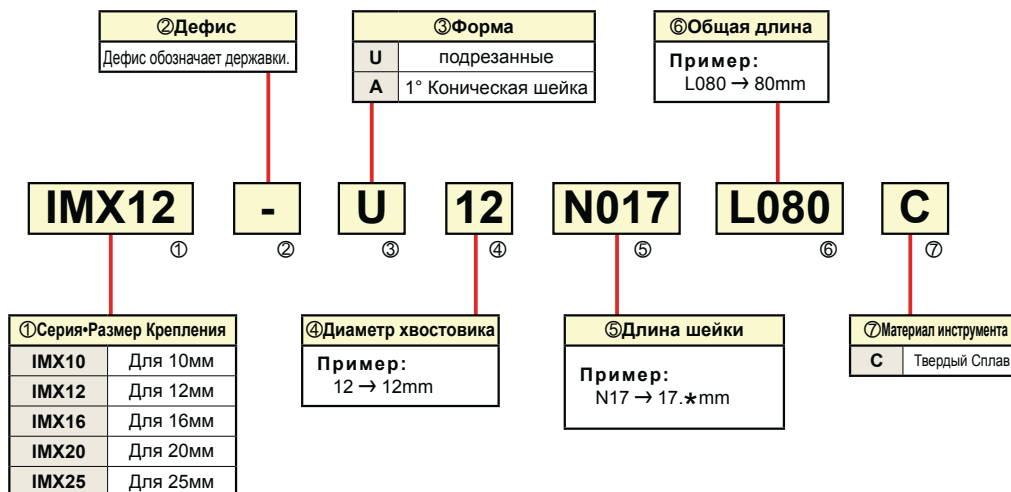 ②Дефис
Дефис обозначает державки.
③Форма
U подрезанные
A 1° Коническая шейка
⑥Общая длина
Пример:
L080 → 80mm
IMX12 - U 12 N017 L080 C
① ② ③ ④ ⑤ ⑥ ⑦
①Серия•Размер Крепления
IMX10 Для 10мм
IMX12 Для 12мм
IMX16 Для 16мм
IMX20 Для 20мм
IMX25 Для 25мм
④Диаметр хвостовика
Пример:
12 → 12mm
⑤Длина шейки
Пример:
N17 → 17.★mm
⑦Материал инструмента
C Твердый Сплав